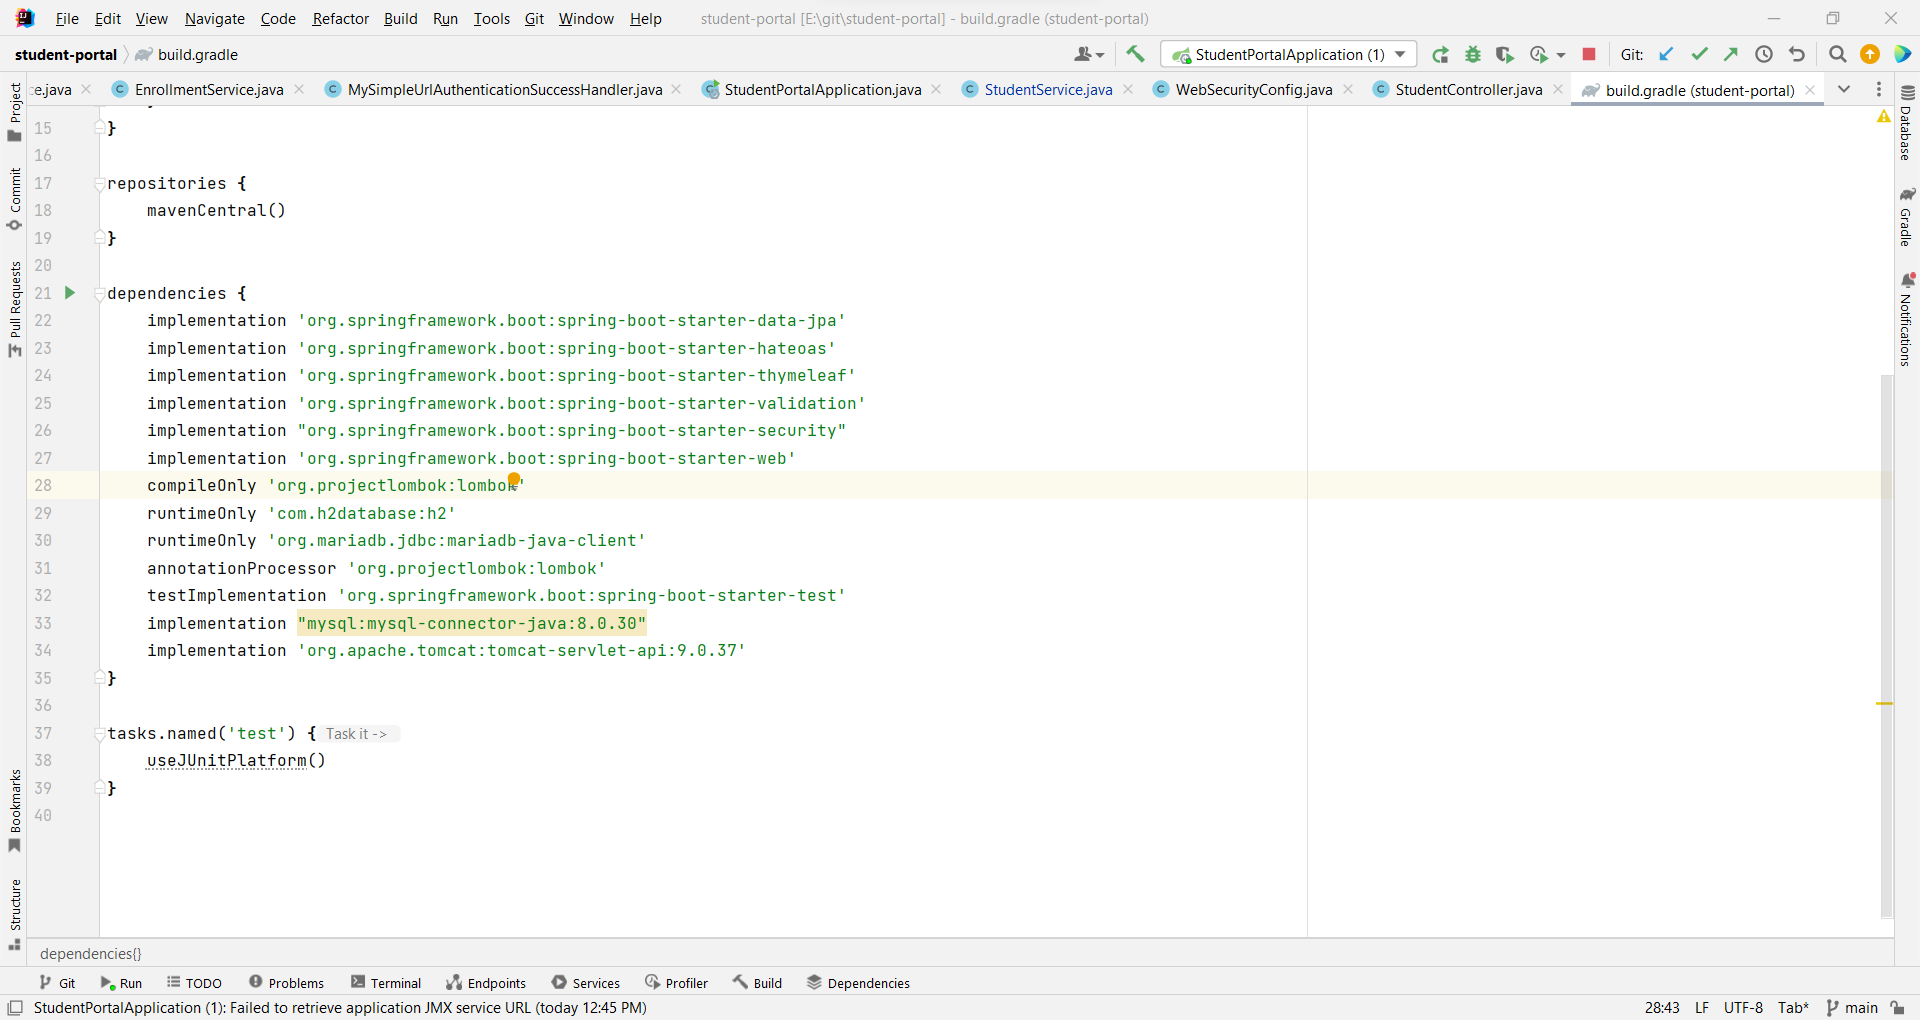 File Edit View Navigate Code Refactor Build Run Tools Git Window Help student-portal [E:\git\student-portal] - build.gradle (student-portal)
student-portal build.gradle StudentPortalApplication (1) Git:
ce.java EnrollmentService.java MySimpleUrlAuthenticationSuccessHandler.java StudentPortalApplication.java StudentService.java WebSecurityConfig.java StudentController.java build.gradle (student-portal)
Project
Commit
Pull Requests
Bookmarks
Structure
15 }
16
17 repositories {
18 mavenCentral()
19 }
20
21 dependencies {
22 implementation 'org.springframework.boot:spring-boot-starter-data-jpa'
23 implementation 'org.springframework.boot:spring-boot-starter-hateoas'
24 implementation 'org.springframework.boot:spring-boot-starter-thymeleaf'
25 implementation 'org.springframework.boot:spring-boot-starter-validation'
26 implementation "org.springframework.boot:spring-boot-starter-security"
27 implementation 'org.springframework.boot:spring-boot-starter-web'
28 compileOnly 'org.projectlombok:lombok'
29 runtimeOnly 'com.h2database:h2'
30 runtimeOnly 'org.mariadb.jdbc:mariadb-java-client'
31 annotationProcessor 'org.projectlombok:lombok'
32 testImplementation 'org.springframework.boot:spring-boot-starter-test'
33 implementation "mysql:mysql-connector-java:8.0.30"
34 implementation 'org.apache.tomcat:tomcat-servlet-api:9.0.37'
35 }
36
37 tasks.named('test') { Task it ->
38 useJUnitPlatform()
39 }
40
Database
Gradle
Notifications
dependencies{}
Git Run TODO Problems Terminal Endpoints Services Profiler Build Dependencies
StudentPortalApplication (1): Failed to retrieve application JMX service URL (today 12:45 PM) 28:43 LF UTF-8 Tab* main